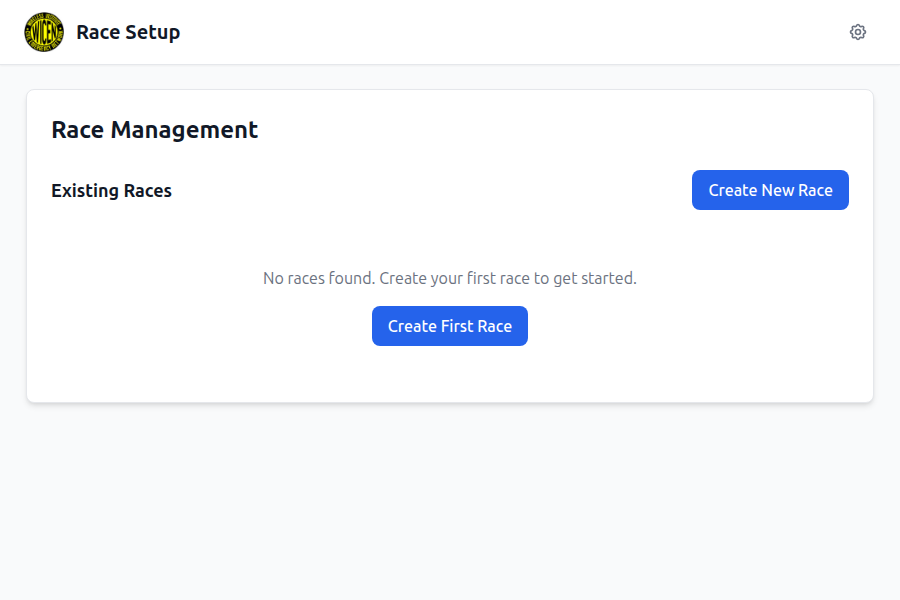 WICEN
Race Setup
Race Management
Existing Races
Create New Race
No races found. Create your first race to get started.
Create First Race